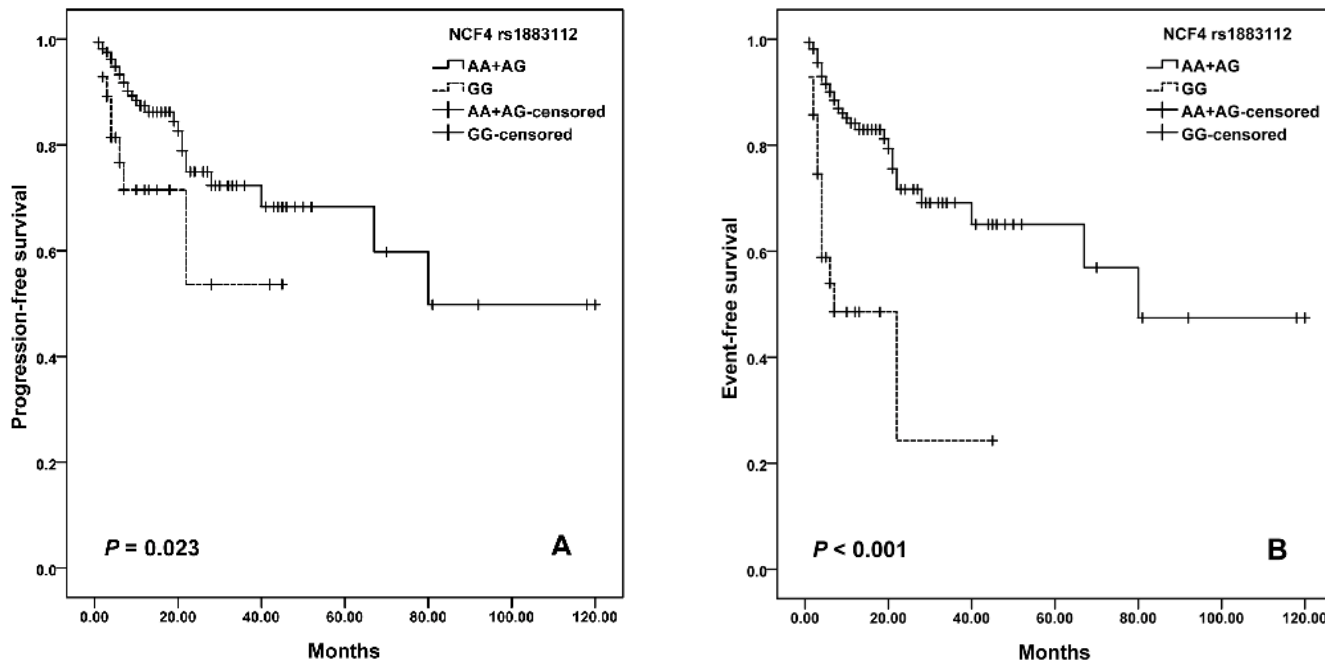 NCF4 rs1883112
AA+AG
GG
AA+AG-censored
GG-censored
Progression-free survival
1.0
0.8
0.6
0.4
0.2
0.0
P = 0.023
A
0.00 20.00 40.00 60.00 80.00 100.00 120.00
Months
NCF4 rs1883112
AA+AG
GG
AA+AG-censored
GG-censored
Event-free survival
1.0
0.8
0.6
0.4
0.2
0.0
P < 0.001
B
0.00 20.00 40.00 60.00 80.00 100.00 120.00
Months